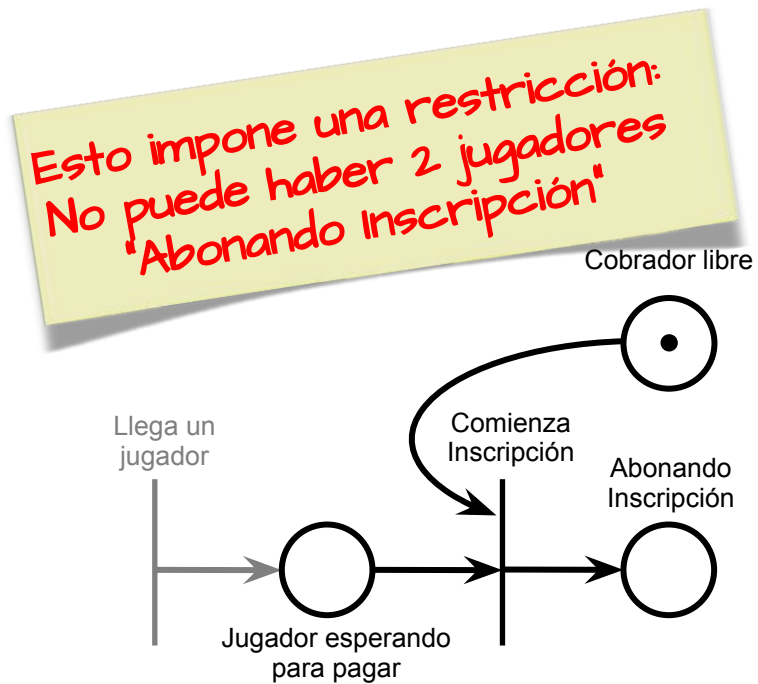 Esto impone una restricción:
No puede haber 2 jugadores
"Abonando Inscripción"
Cobrador libre
Llega un
jugador
Comienza
Inscripción
Abonando
Inscripción
Jugador esperando
para pagar